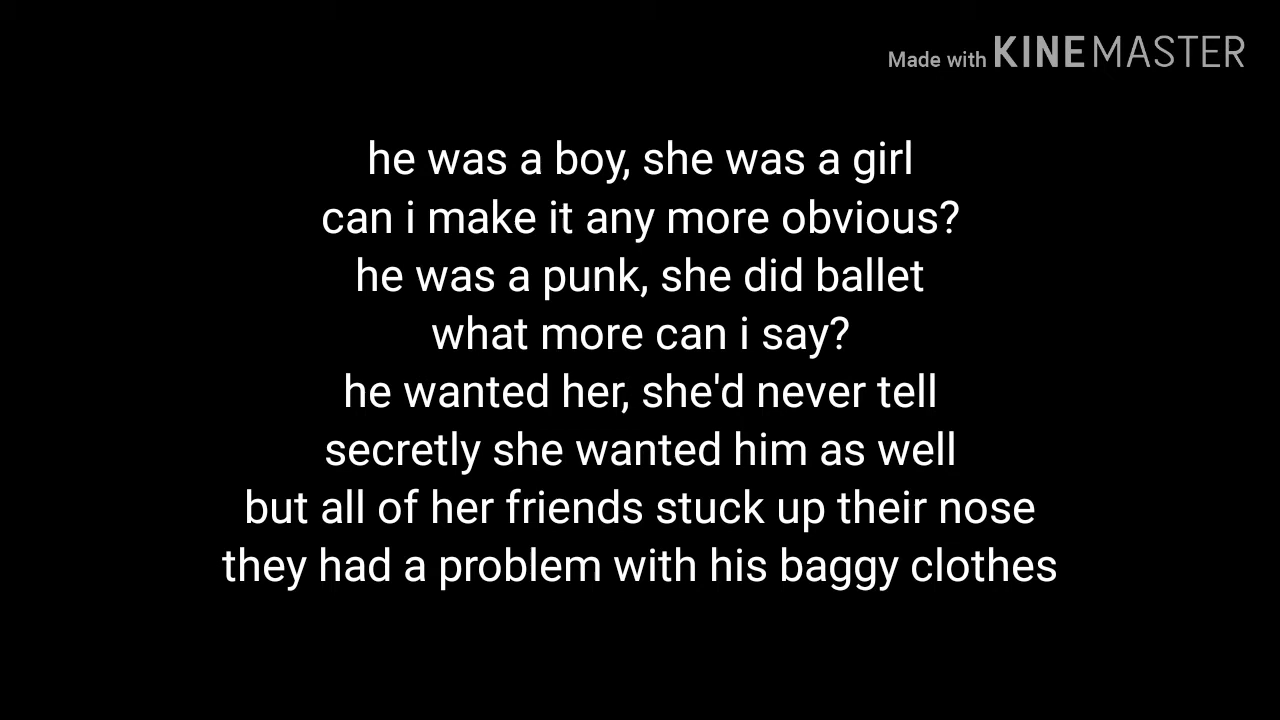 Made with KINEMASTER
he was a boy, she was a girl
can i make it any more obvious?
he was a punk, she did ballet
what more can i say?
he wanted her, she'd never tell
secretly she wanted him as well
but all of her friends stuck up their nose
they had a problem with his baggy clothes